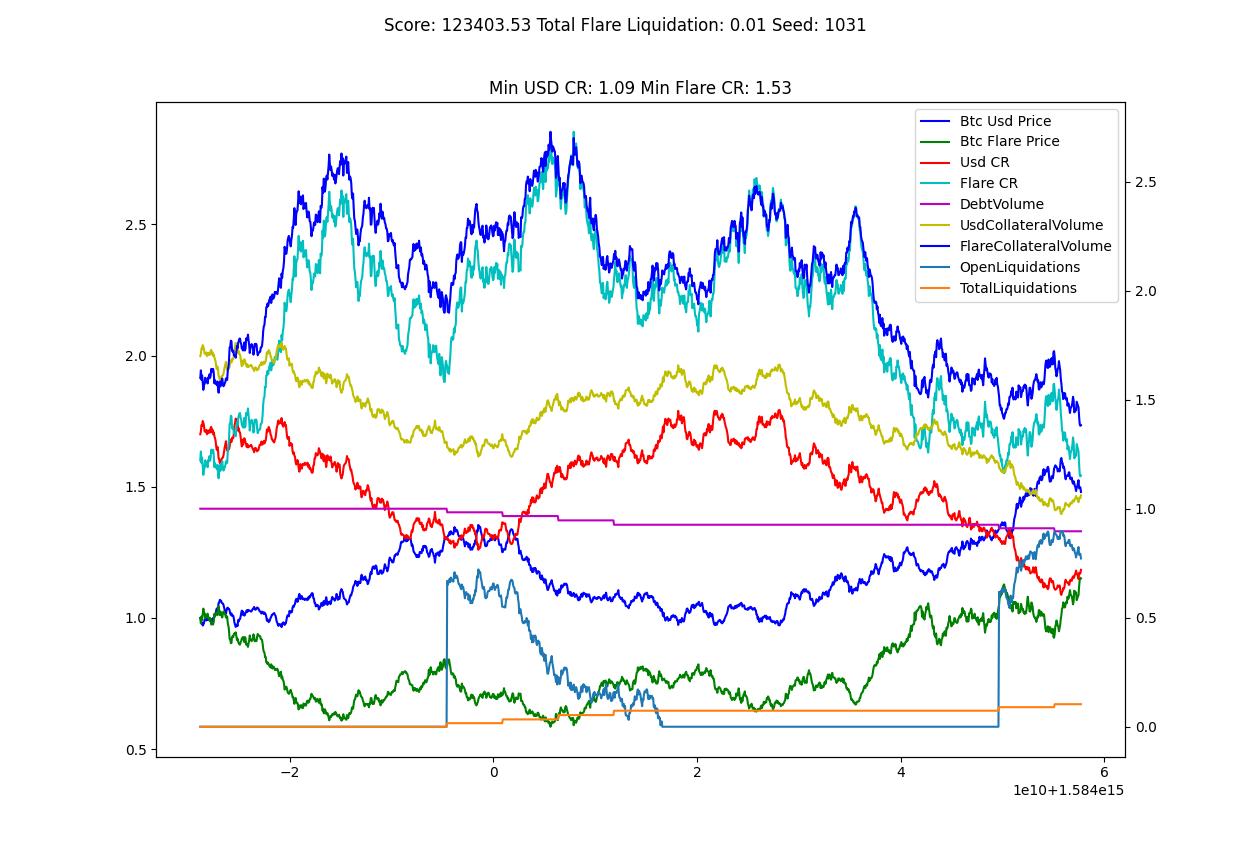 Score: 123403.53 Total Flare Liquidation: 0.01 Seed: 1031
Min USD CR: 1.09 Min Flare CR: 1.53
Btc Usd Price
Btc Flare Price
Usd CR
Flare CR
DebtVolume
UsdCollateralVolume
FlareCollateralVolume
OpenLiquidations
TotalLiquidations
2.5
2.0
1.5
1.0
0.5
2.5
2.0
1.5
1.0
0.5
0.0
−2 0 2 4 6
1e10+1.584e15